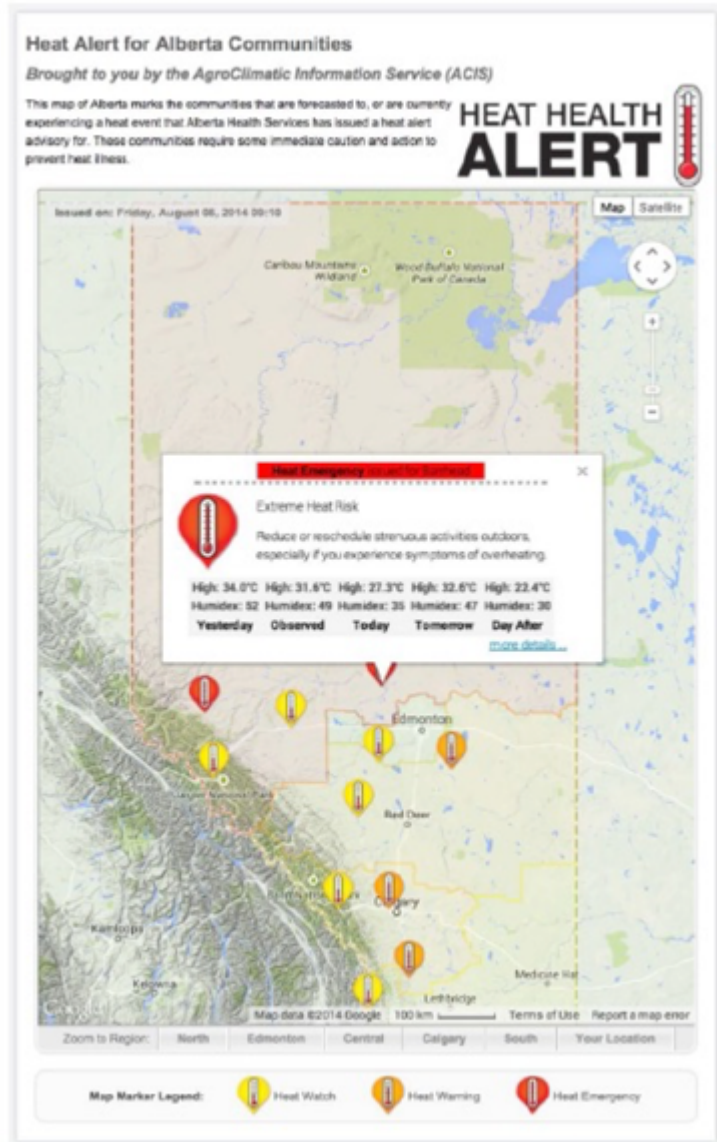 Heat Alert for Alberta Communities
Brought to you by the AgroClimatic Information Service (ACIS)
This map of Alberta marks the communities that are forecasted to, or are currently
experiencing a heat event that Alberta Health Services has issued a heat alert
advisory for. These communities require some immediate caution and action to
prevent heat illness.
HEAT HEALTH
ALERT
Issued on: Friday, August 08, 2014 09:10
Map Satellite
Caribou Mountains
Wildland
Wood Buffalo National
Park of Canada
Heat Emergency issued for Barrhead
Extreme Heat Risk
Reduce or reschedule strenuous activities outdoors,
especially if you experience symptoms of overheating.
High: 34.0°C High: 31.6°C High: 27.3°C High: 32.6°C High: 22.4°C
Humidex: 52 Humidex: 49 Humidex: 35 Humidex: 47 Humidex: 30
Yesterday Observed Today Tomorrow Day After
more details ...
Edmonton
National Park
Red Deer
Calgary
Kamloops
Kelowna
Medicine Hat
Lethbridge
Map data ©2014 Google 100 km Terms of Use Report a map error
Zoom to Region: North Edmonton Central Calgary South Your Location
Map Marker Legend: Heat Watch Heat Warning Heat Emergency